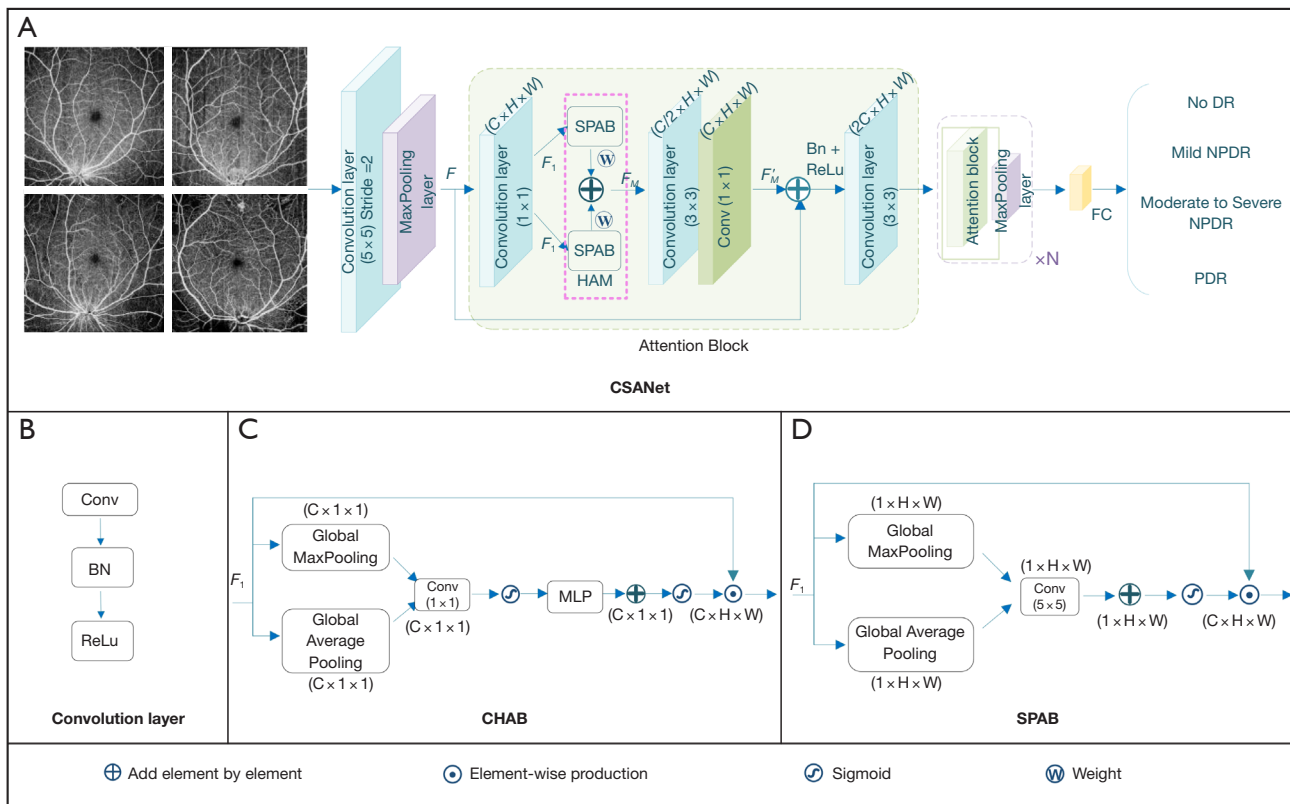 A
Convolution layer
(5 × 5) Stride =2
MaxPooling
layer
F
(C × H × W)
Convolution layer
(1 × 1)
F1
F1
SPAB
W
W
SPAB
HAM
FM
(C/2 × H × W)
Convolution layer
(3 × 3)
(C × H × W)
Conv (1 × 1)
F′M
Bn +
ReLu
(2C × H × W)
Convolution layer
(3 × 3)
Attention block
MaxPooling
layer
×N
FC
No DR
Mild NPDR
Moderate to Severe
NPDR
PDR
Attention Block
CSANet
B
Conv
BN
ReLu
Convolution layer
C
F1
(C × 1 × 1)
Global
MaxPooling
Global
Average
Pooling
(C × 1 × 1)
Conv
(1 × 1)
(C × 1 × 1)
MLP
(C × 1 × 1)
(C × H × W)
CHAB
D
F1
(1 × H × W)
Global
MaxPooling
Global Average
Pooling
(1 × H × W)
(1 × H × W)
Conv
(5 × 5)
(1 × H × W)
(C × H × W)
SPAB
Add element by element
Element-wise production
Sigmoid
W Weight